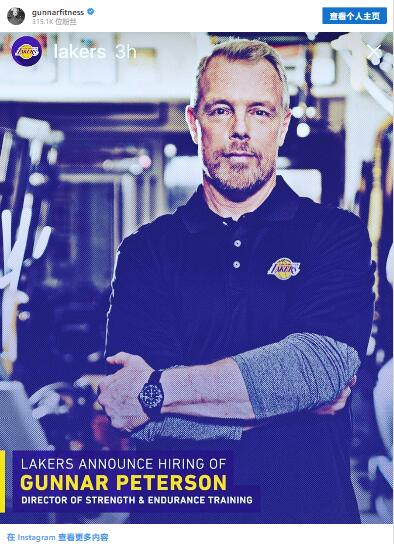 gunnarfitness
315.1K 位粉丝
查看个人主页
lakers 3h
LAKERS
LAKERS
LAKERS ANNOUNCE HIRING OF
GUNNAR PETERSON
DIRECTOR OF STRENGTH & ENDURANCE TRAINING
在 Instagram 查看更多内容